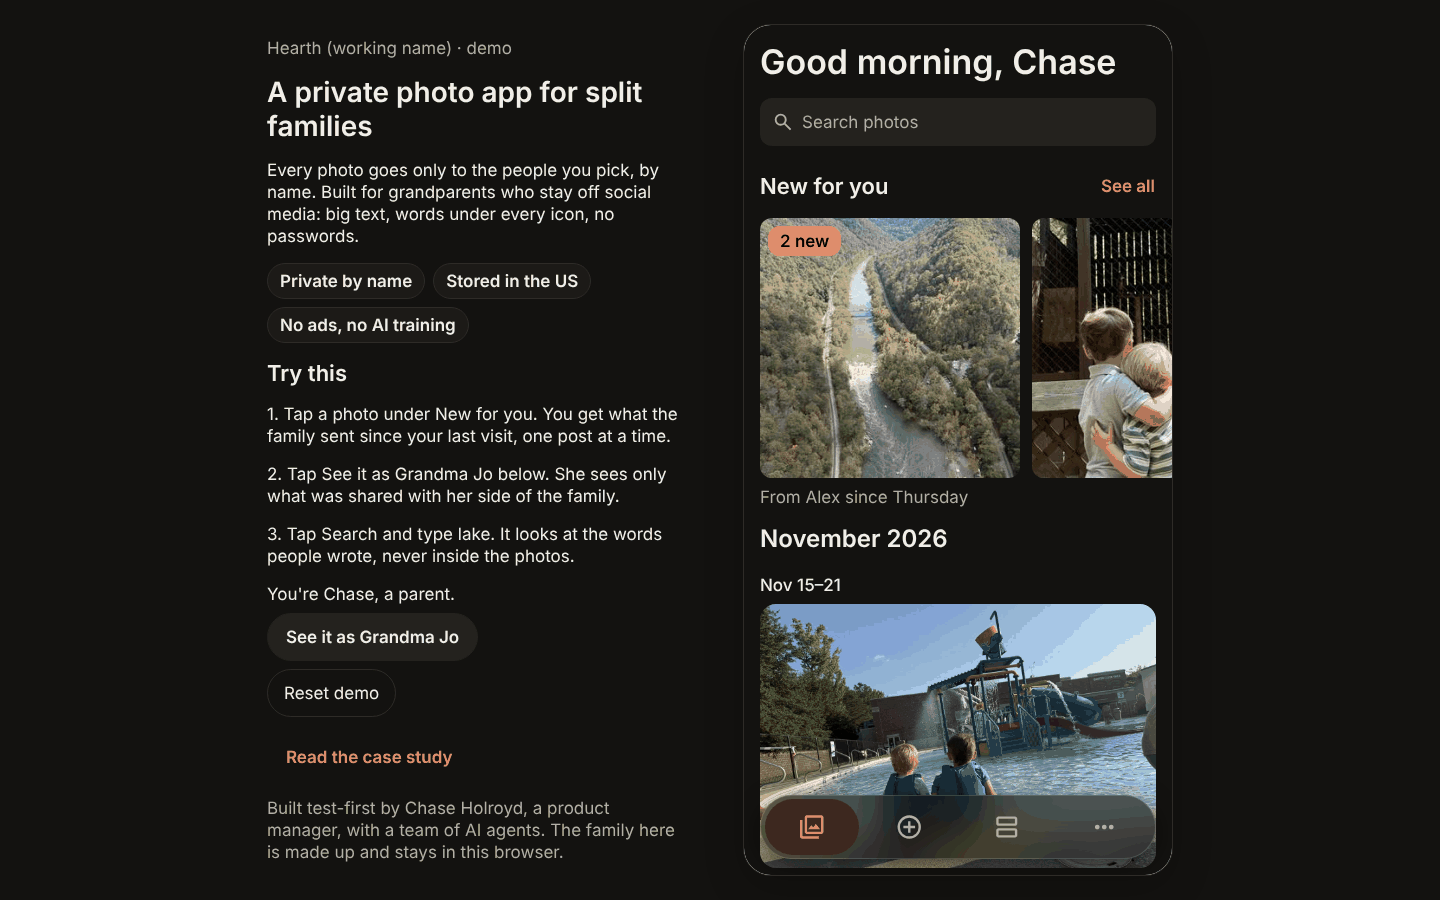 Hearth (working name) · demo
A private photo app for split
families
Every photo goes only to the people you pick, by
name. Built for grandparents who stay off social
media: big text, words under every icon, no
passwords.
Private by name
Stored in the US
No ads, no AI training
Try this
1. Tap a photo under New for you. You get what the
family sent since your last visit, one post at a time.
2. Tap See it as Grandma Jo below. She sees only
what was shared with her side of the family.
3. Tap Search and type lake. It looks at the words
people wrote, never inside the photos.
You're Chase, a parent.
See it as Grandma Jo
Reset demo
Read the case study
Built test-first by Chase Holroyd, a product
manager, with a team of AI agents. The family here
is made up and stays in this browser.
Good morning, Chase
Search photos
New for you
See all
2 new
From Alex since Thursday
November 2026
Nov 15–21